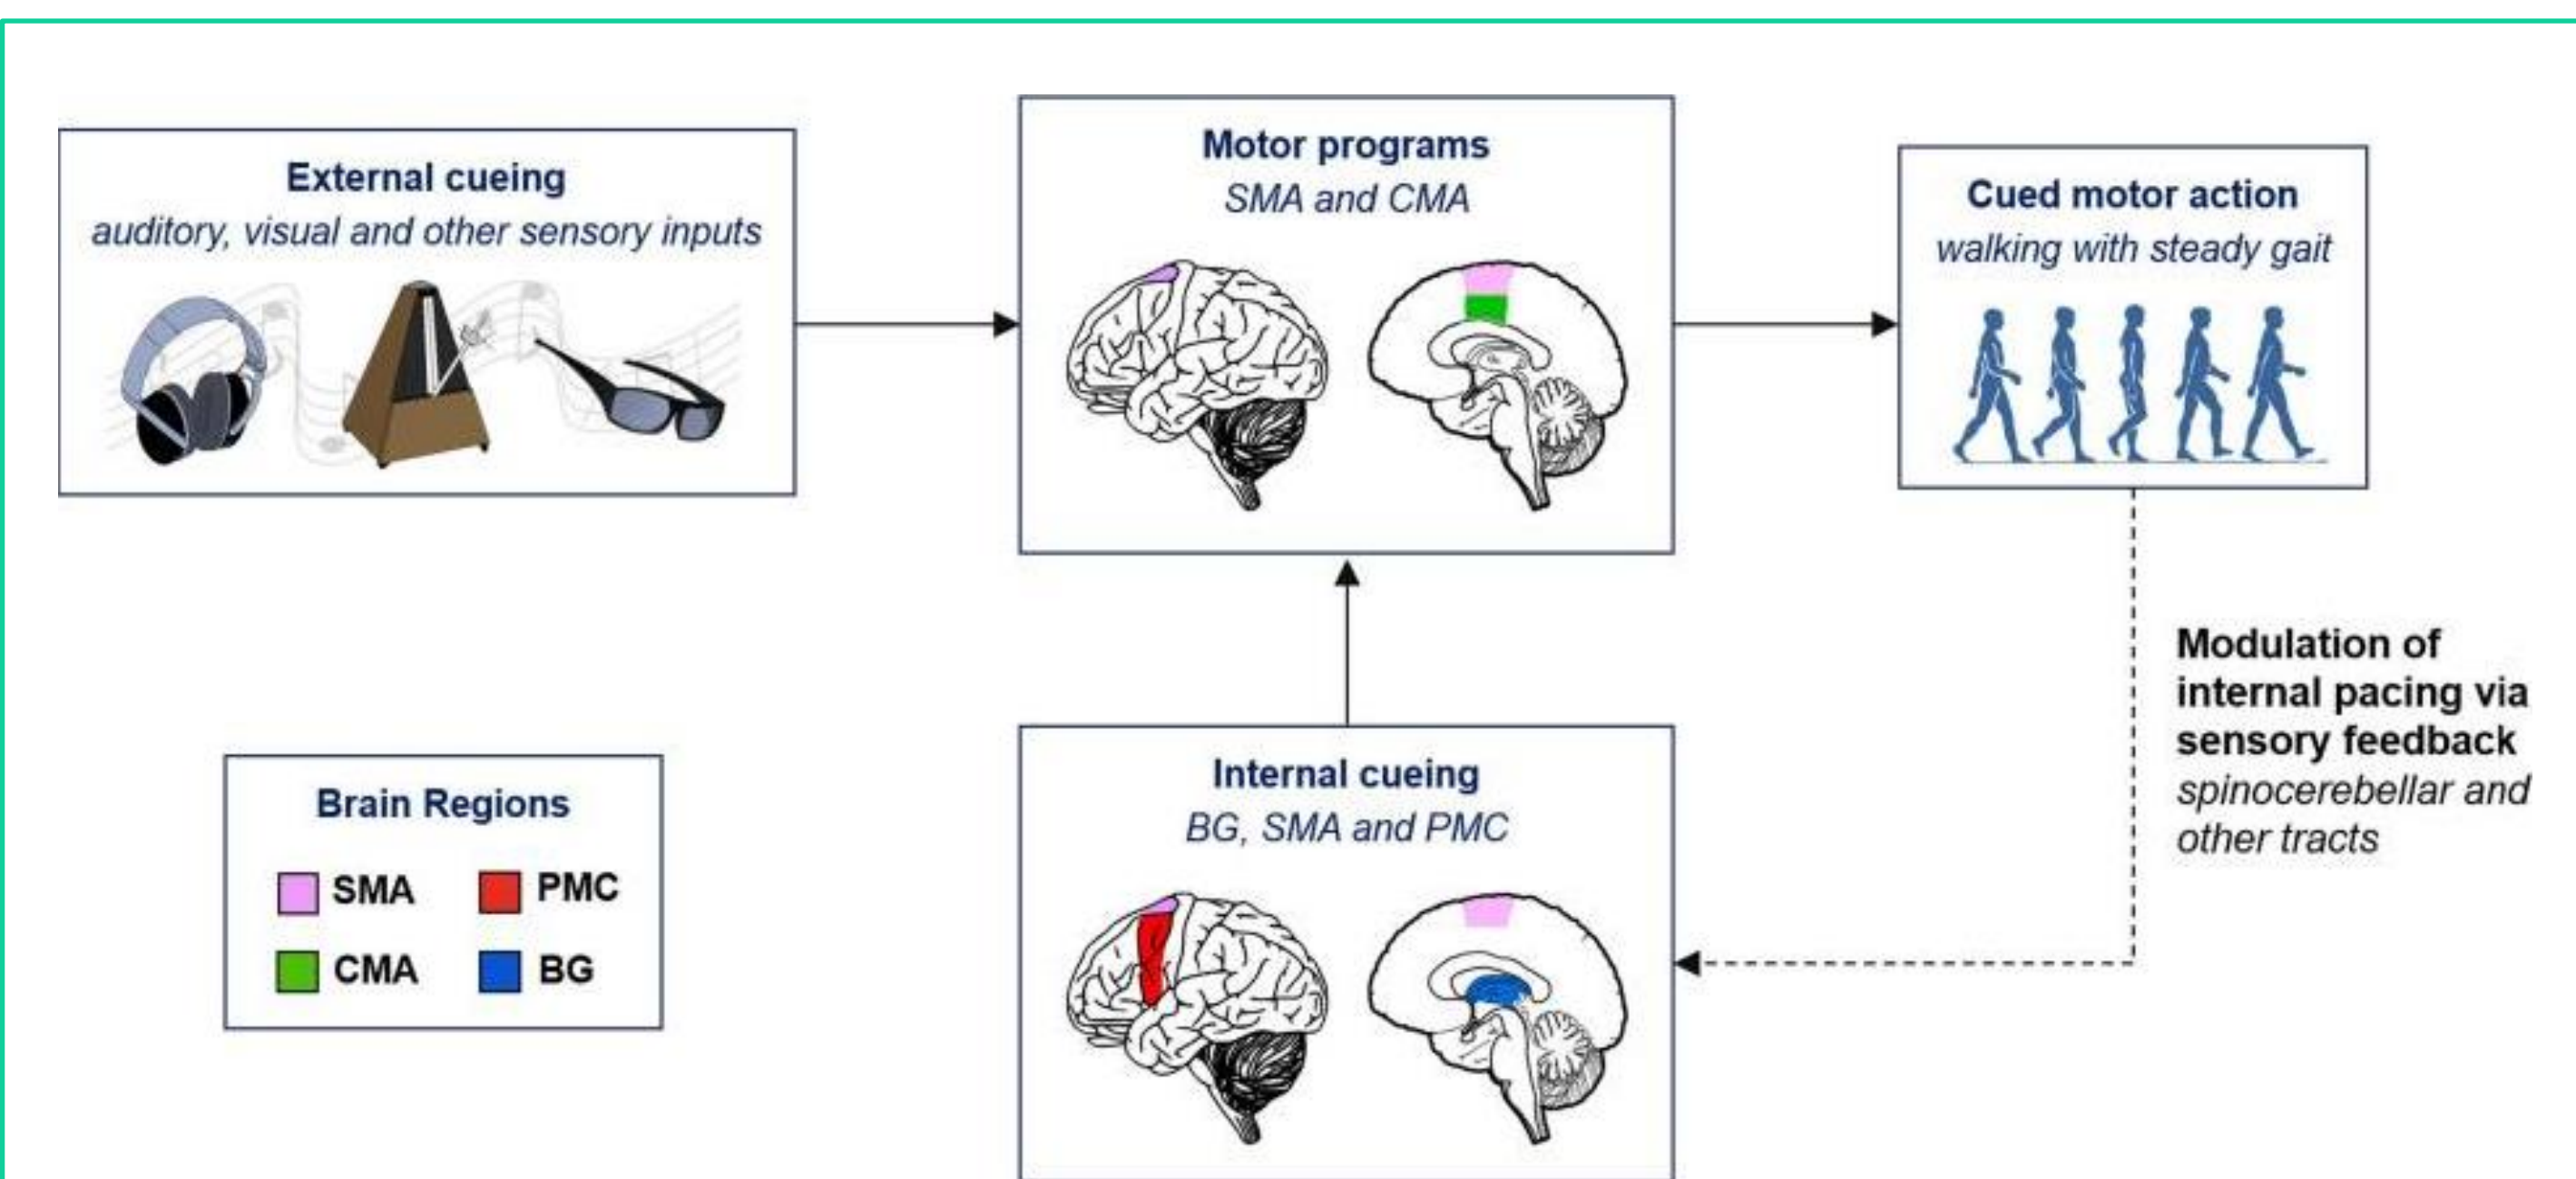 External cueing
auditory, visual and other sensory inputs
Motor programs
SMA and CMA
Cued motor action
walking with steady gait
Modulation of
internal pacing via
sensory feedback
spinocerebellar and
other tracts
Internal cueing
BG, SMA and PMC
Brain Regions
SMA
PMC
CMA
BG